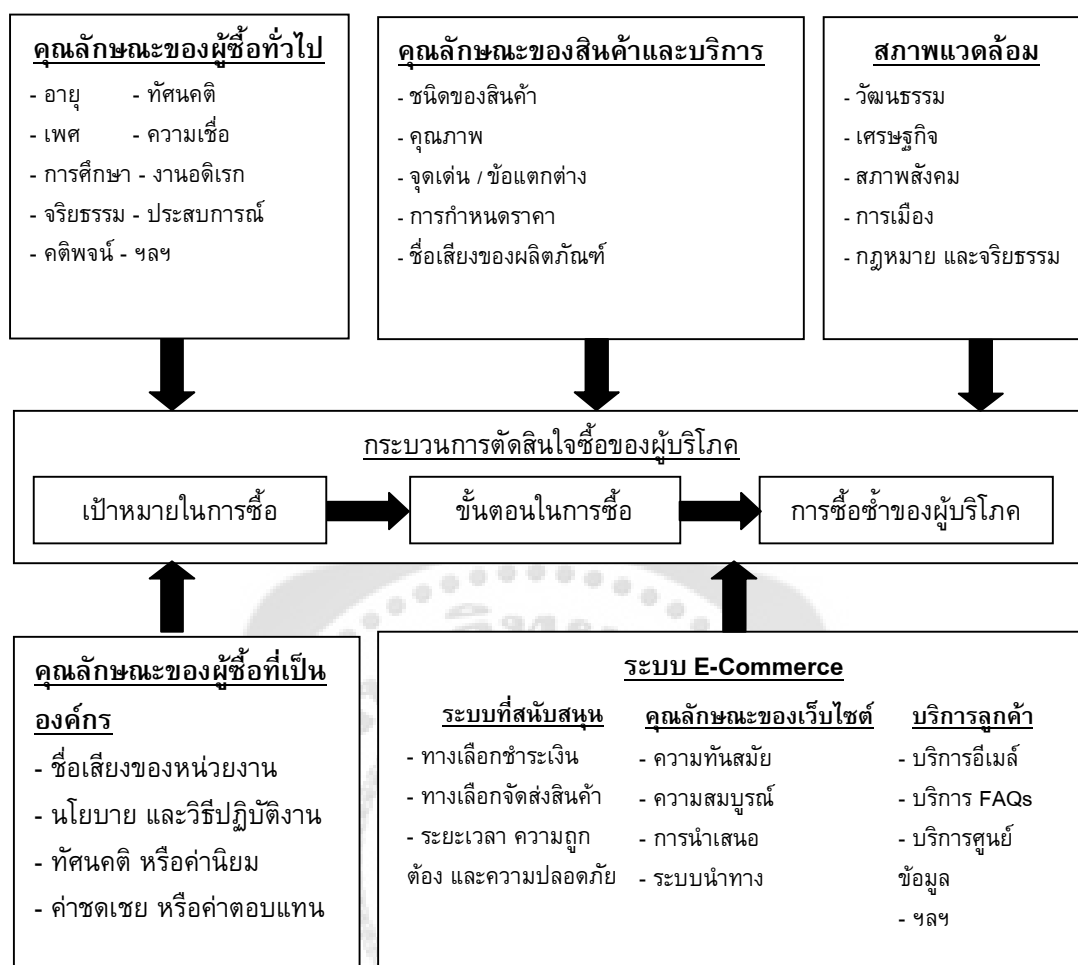 คุณลักษณะของผู้ซื้อทั่วไป
- อายุ - ทัศนคติ
- เพศ - ความเชื่อ
- การศึกษา - งานอดิเรก
- จริยธรรม - ประสบการณ์
- คติพจน์ - ฯลฯ
คุณลักษณะของสินค้าและบริการ
- ชนิดของสินค้า
- คุณภาพ
- จุดเด่น / ข้อแตกต่าง
- การกำหนดราคา
- ชื่อเสียงของผลิตภัณฑ์
สภาพแวดล้อม
- วัฒนธรรม
- เศรษฐกิจ
- สภาพสังคม
- การเมือง
- กฎหมาย และจริยธรรม
กระบวนการตัดสินใจซื้อของผู้บริโภค
เป้าหมายในการซื้อ
ขั้นตอนในการซื้อ
การซื้อซ้ำของผู้บริโภค
คุณลักษณะของผู้ซื้อที่เป็น
องค์กร
- ชื่อเสียงของหน่วยงาน
- นโยบาย และวิธีปฏิบัติงาน
- ทัศนคติ หรือค่านิยม
- ค่าชดเชย หรือค่าตอบแทน
ระบบ E-Commerce
ระบบที่สนับสนุน
- ทางเลือกชำระเงิน
- ทางเลือกจัดส่งสินค้า
- ระยะเวลา ความถูก
ต้อง และความปลอดภัย
คุณลักษณะของเว็บไซต์
- ความทันสมัย
- ความสมบูรณ์
- การนำเสนอ
- ระบบนำทาง
บริการลูกค้า
- บริการอีเมล์
- บริการ FAQs
- บริการศูนย์
ข้อมูล
- ฯลฯ